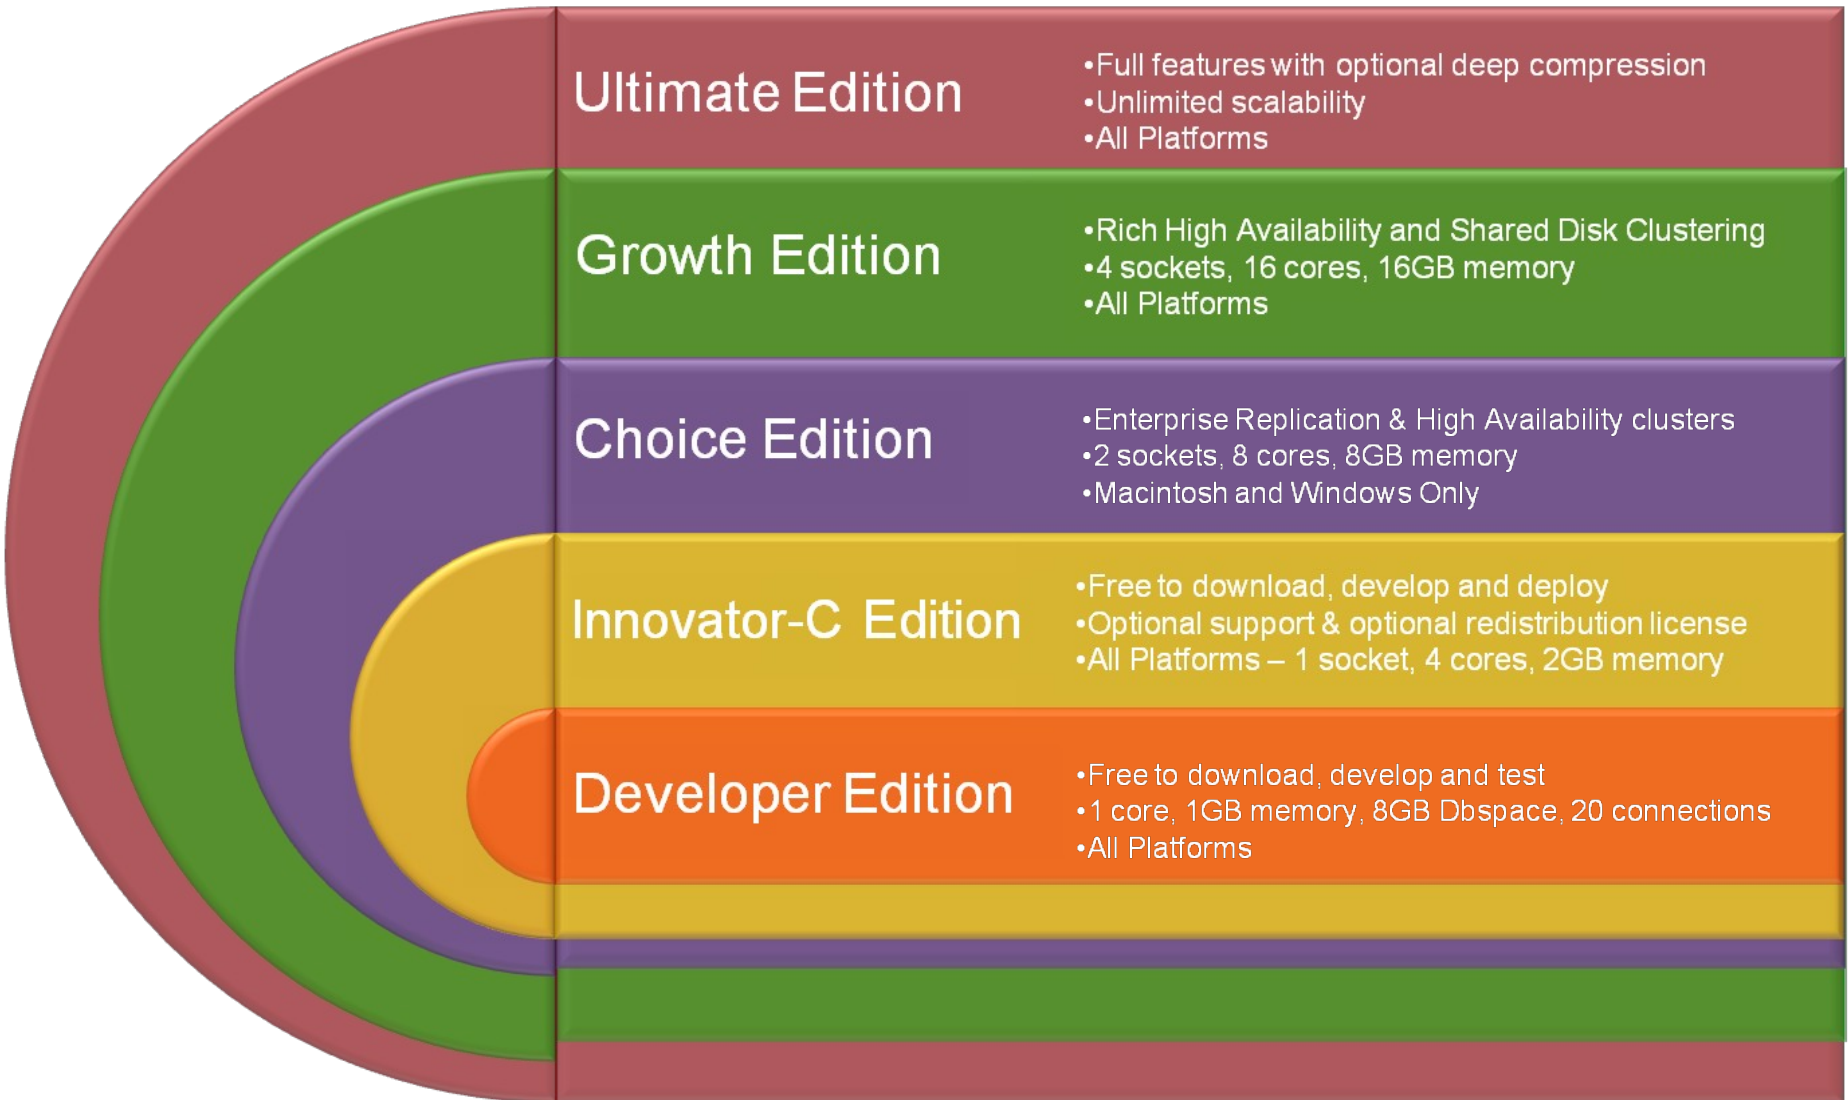 Ultimate Edition
•Full features with optional deep compression
•Unlimited scalability
•All Platforms
Growth Edition
•Rich High Availability and Shared Disk Clustering
•4 sockets, 16 cores, 16GB memory
•All Platforms
Choice Edition
•Enterprise Replication & High Availability clusters
•2 sockets, 8 cores, 8GB memory
•Macintosh and Windows Only
Innovator-C Edition
•Free to download, develop and deploy
•Optional support & optional redistribution license
•All Platforms – 1 socket, 4 cores, 2GB memory
Developer Edition
•Free to download, develop and test
•1 core, 1GB memory, 8GB Dbspace, 20 connections
•All Platforms